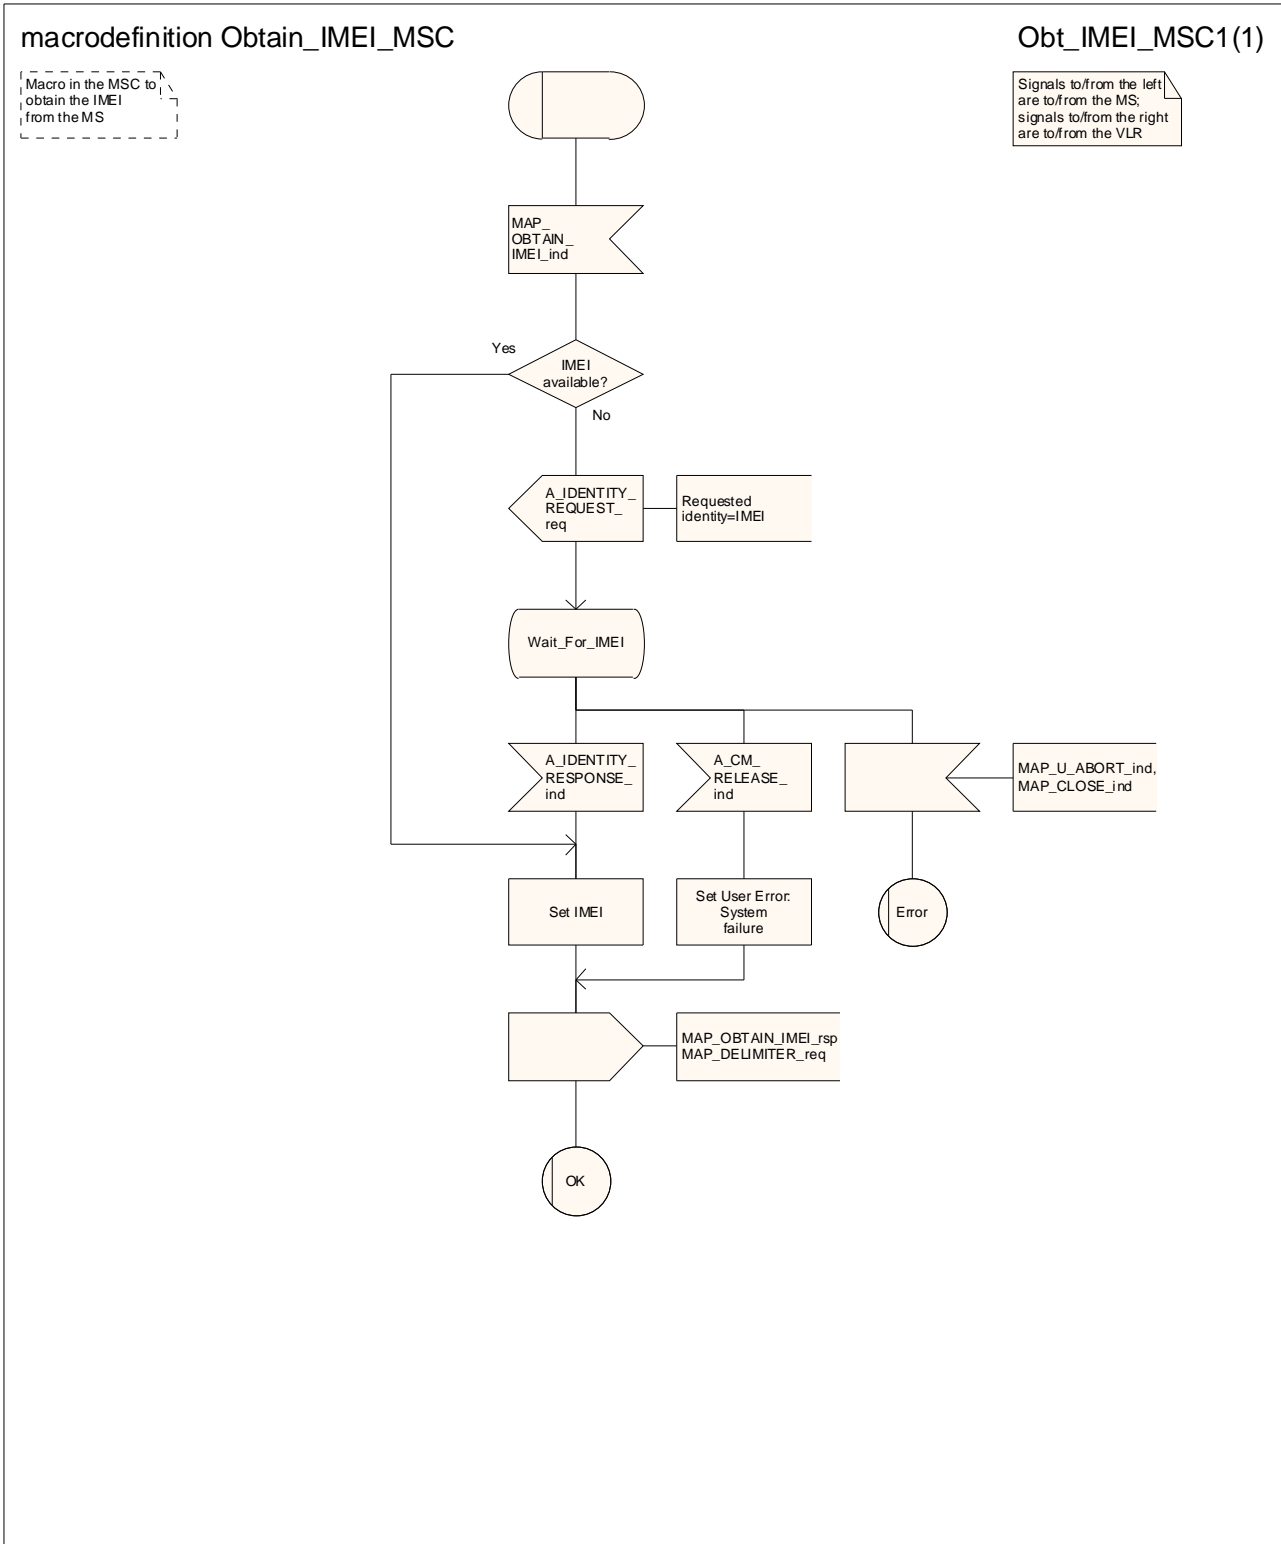 macrodefinition Obtain_IMEI_MSC
Obt_IMEI_MSC1(1)
Macro in the MSC to
obtain the IMEI
from the MS
Signals to/from the left
are to/from the MS;
signals to/from the right
are to/from the VLR
MAP_
OBTAIN_
IMEI_ind
Yes
IMEI
available?
No
A_IDENTITY_
REQUEST_
req
Requested
identity=IMEI
Wait_For_IMEI
A_IDENTITY_
RESPONSE_
ind
A_CM_
RELEASE_
ind
MAP_U_ABORT_ind,
MAP_CLOSE_ind
Set IMEI
Set User Error:
System
failure
Error
MAP_OBTAIN_IMEI_rsp
MAP_DELIMITER_req
OK